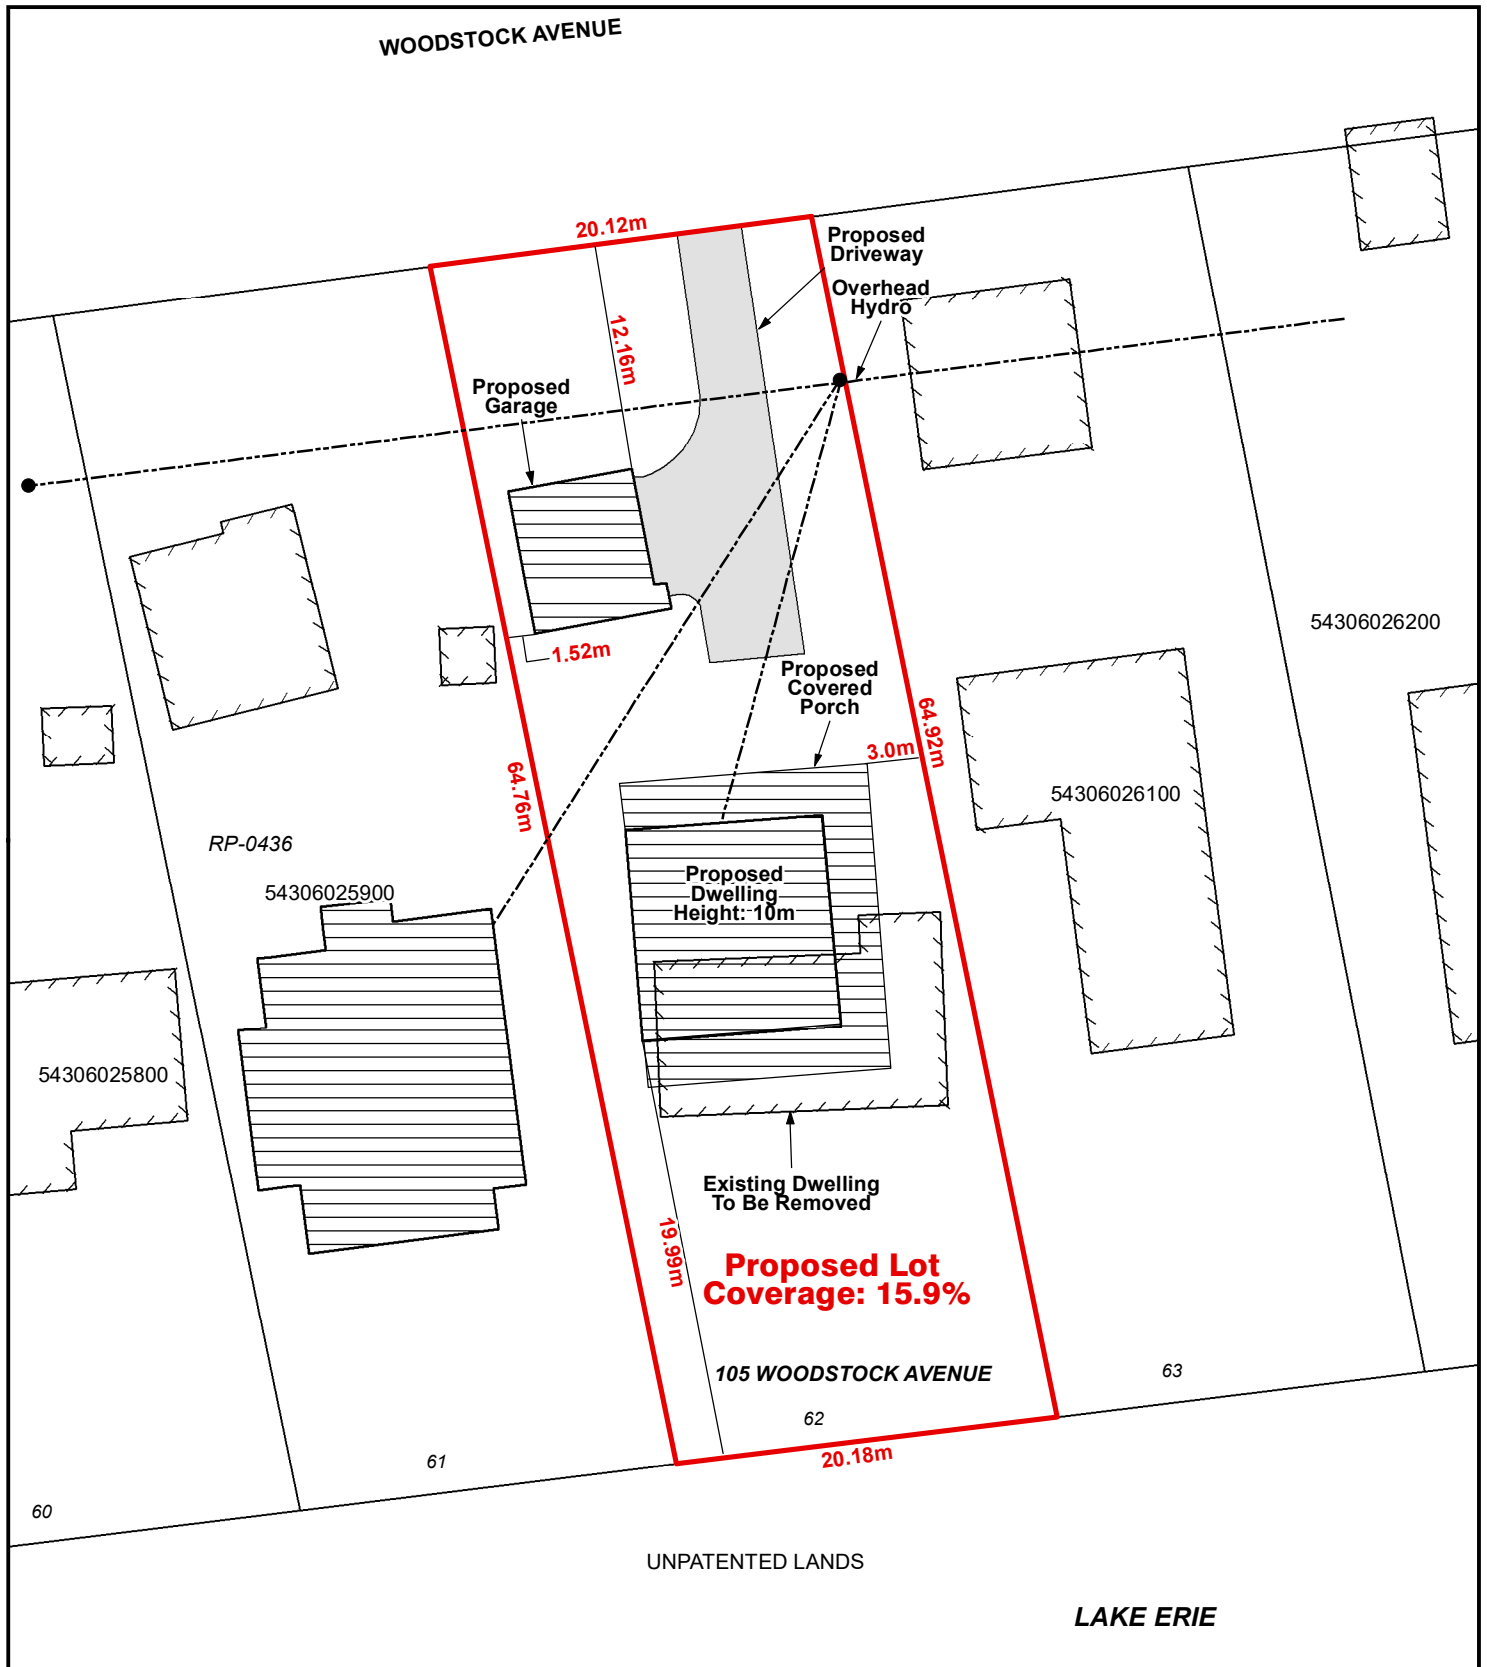 WOODSTOCK AVENUE
20.12m
Proposed
Driveway
Overhead
Hydro
12.16m
Proposed
Garage
54306026200
1.52m
Proposed
Covered
Porch
64.92m
3.0m
64.76m
54306026100
RP-0436
54306025900
Proposed
Dwelling
Height: 10m
54306025800
Existing Dwelling
To Be Removed
19.99m
Proposed Lot
Coverage: 15.9%
105 WOODSTOCK AVENUE
63
62
20.18m
61
60
UNPATENTED LANDS
LAKE ERIE